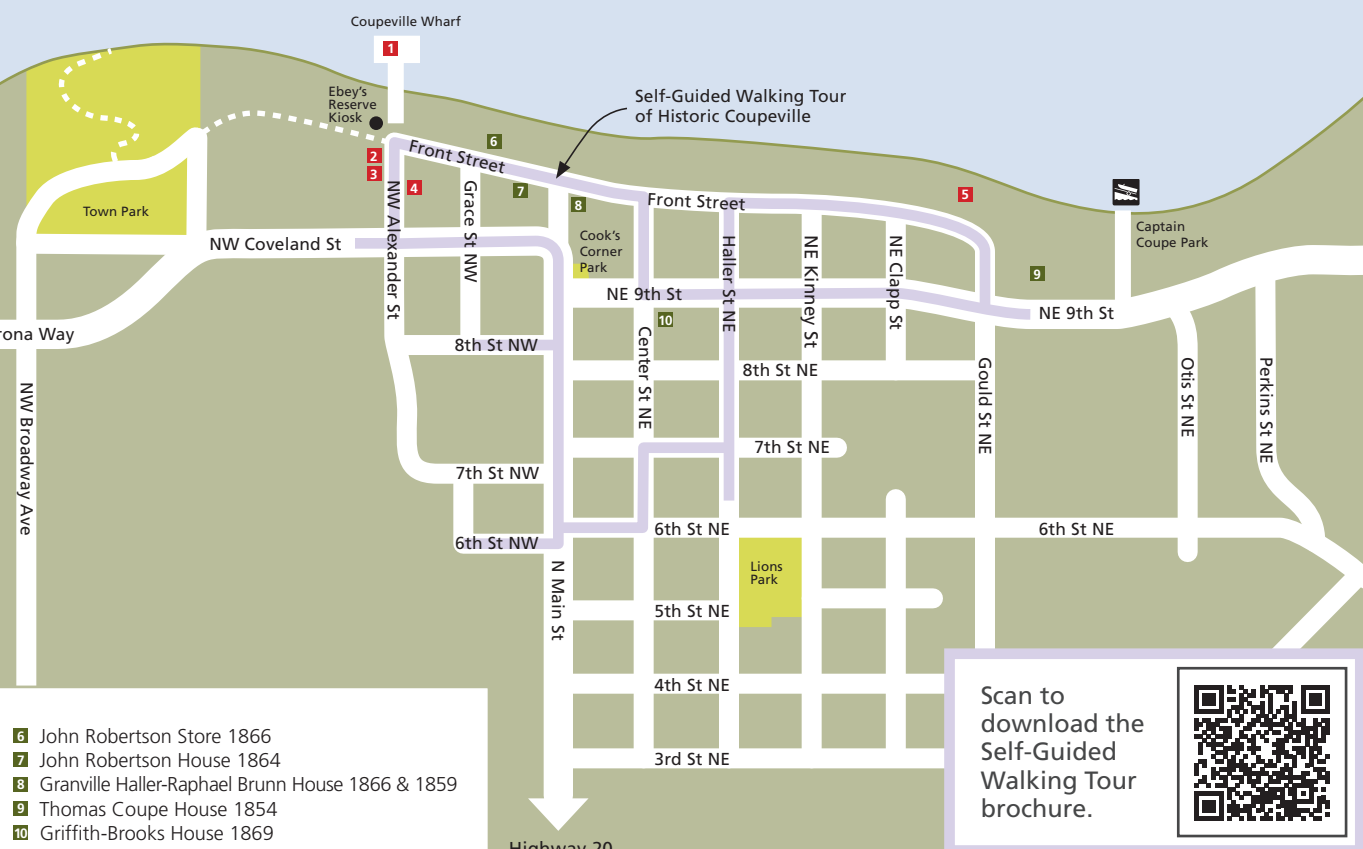 Coupeville Wharf
1
Ebey's
Reserve
Kiosk
Self-Guided Walking Tour
of Historic Coupeville
2
3
4
5
6
7
8
9
10
Front Street
Front Street
Town Park
NW Coveland St
NW Alexander St
Grace St NW
Cook's
Corner
Park
Haller St NE
NE Kinney St
NE Clapp St
Captain
Coupe Park
NE 9th St
NE 9th St
rona Way
8th St NW
Center St NE
8th St NE
Gould St NE
Otis St NE
Perkins St NE
NW Broadway Ave
7th St NW
7th St NE
6th St NW
6th St NE
6th St NE
N Main St
Lions
Park
5th St NE
4th St NE
3rd St NE
Highway 20
6 John Robertson Store 1866
7 John Robertson House 1864
8 Granville Haller-Raphael Brunn House 1866 & 1859
9 Thomas Coupe House 1854
10 Griffith-Brooks House 1869
Scan to
download the
Self-Guided
Walking Tour
brochure.